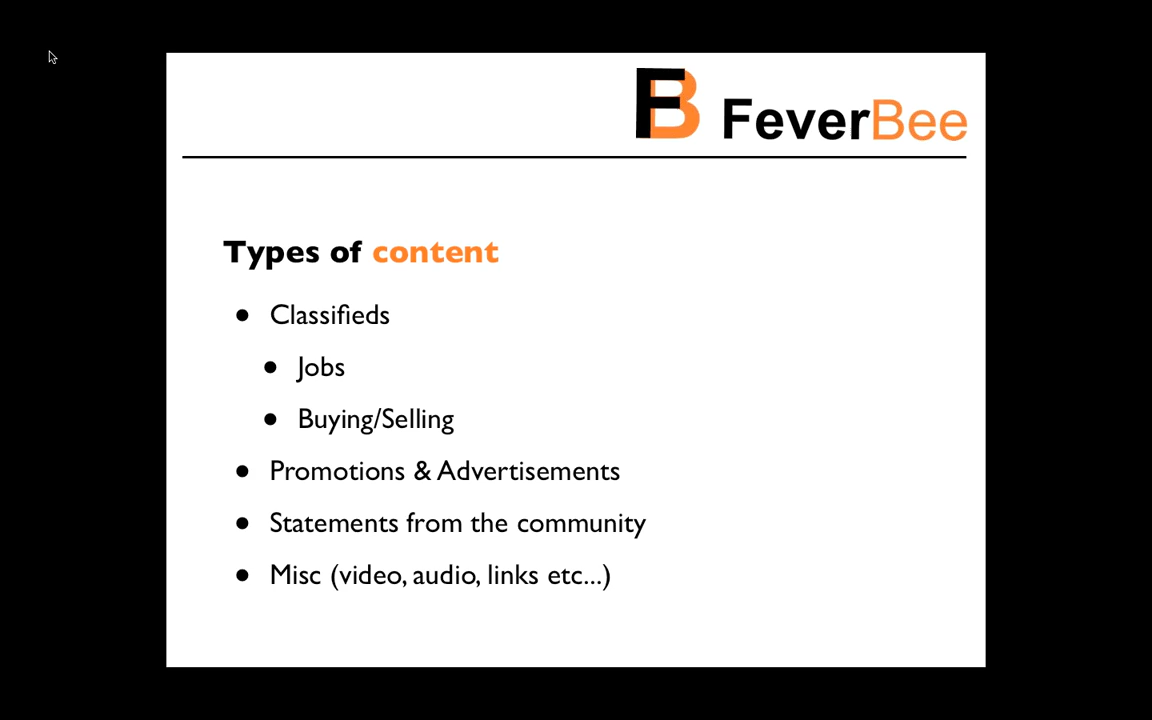 FB FeverBee
Types of content
• Classifieds
• Jobs
• Buying/Selling
• Promotions & Advertisements
• Statements from the community
• Misc (video, audio, links etc...)